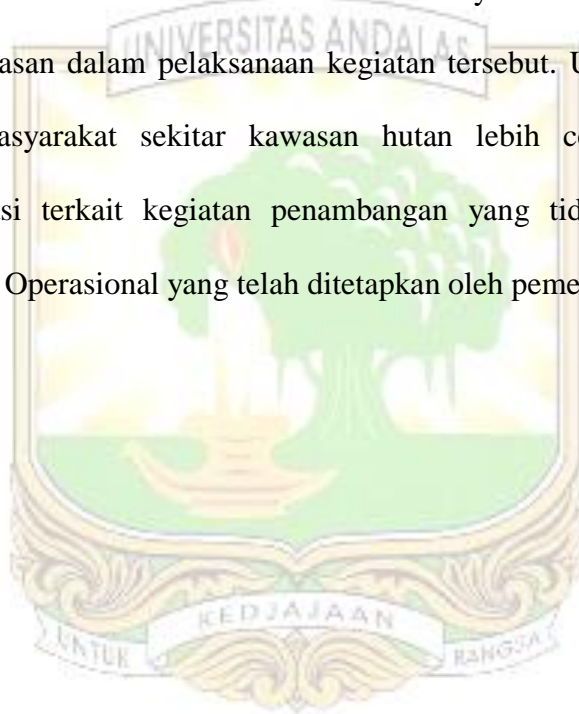 UNIVERSITAS ANDALAS
asan dalam pelaksanaan kegiatan tersebut. U
asyarakat sekitar kawasan hutan lebih c
si terkait kegiatan penambangan yang tid
Operasional yang telah ditetapkan oleh peme
UNTUK KEDJAJAAN BANGSA